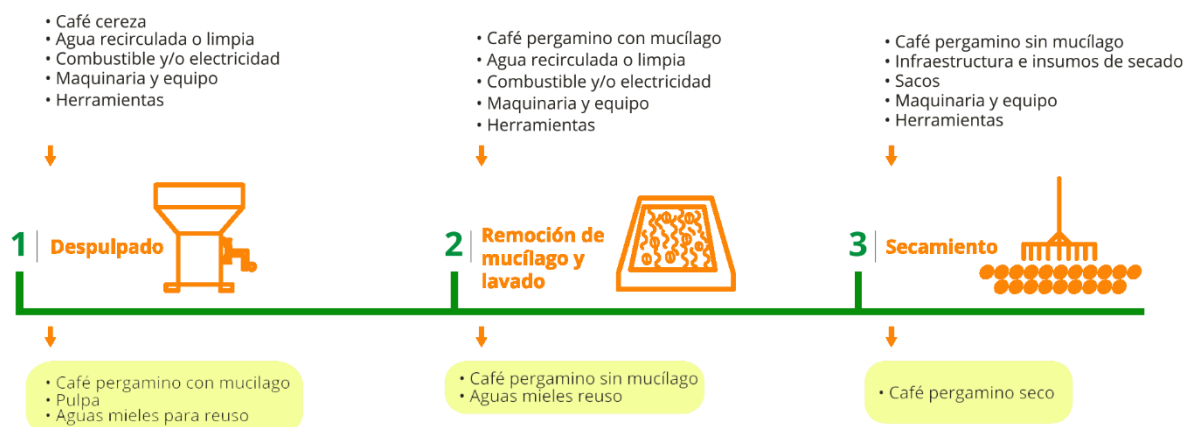 • Café cereza
• Agua recirculada o limpia
• Combustible y/o electricidad
• Maquinaria y equipo
• Herramientas
• Café pergamino con mucílago
• Agua recirculada o limpia
• Combustible y/o electricidad
• Maquinaria y equipo
• Herramientas
• Café pergamino sin mucílago
• Infraestructura e insumos de secado
• Sacos
• Maquinaria y equipo
• Herramientas
1 Despulpado
2 Remoción de
mucílago y
lavado
3 Secamiento
• Café pergamino con mucilago
• Pulpa
• Aguas mieles para reuso
• Café pergamino sin mucílago
• Aguas mieles reuso
• Café pergamino seco